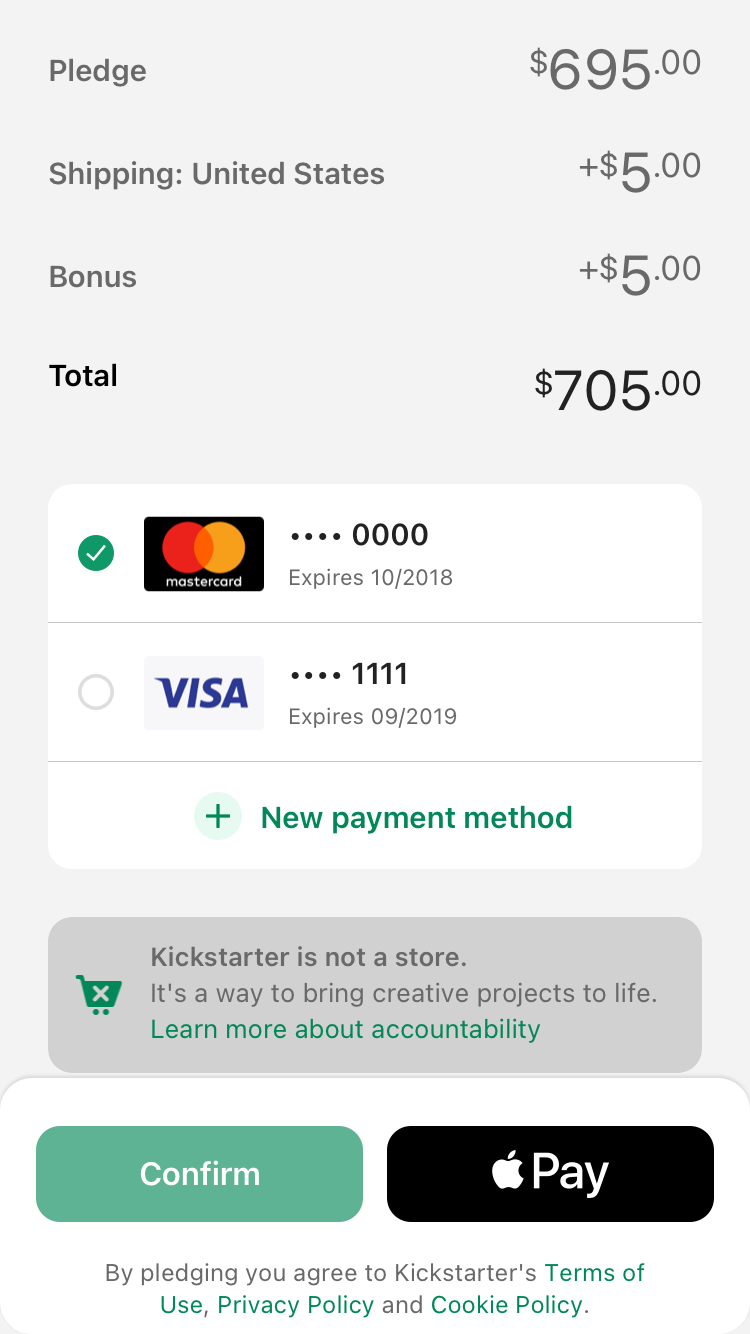 Pledge $695.00
Shipping: United States +$5.00
Bonus +$5.00
Total $705.00
mastercard
•••• 0000
Expires 10/2018
VISA
•••• 1111
Expires 09/2019
+ New payment method
Kickstarter is not a store.
It's a way to bring creative projects to life.
Learn more about accountability
Confirm
Pay
By pledging you agree to Kickstarter's Terms of
Use, Privacy Policy and Cookie Policy.